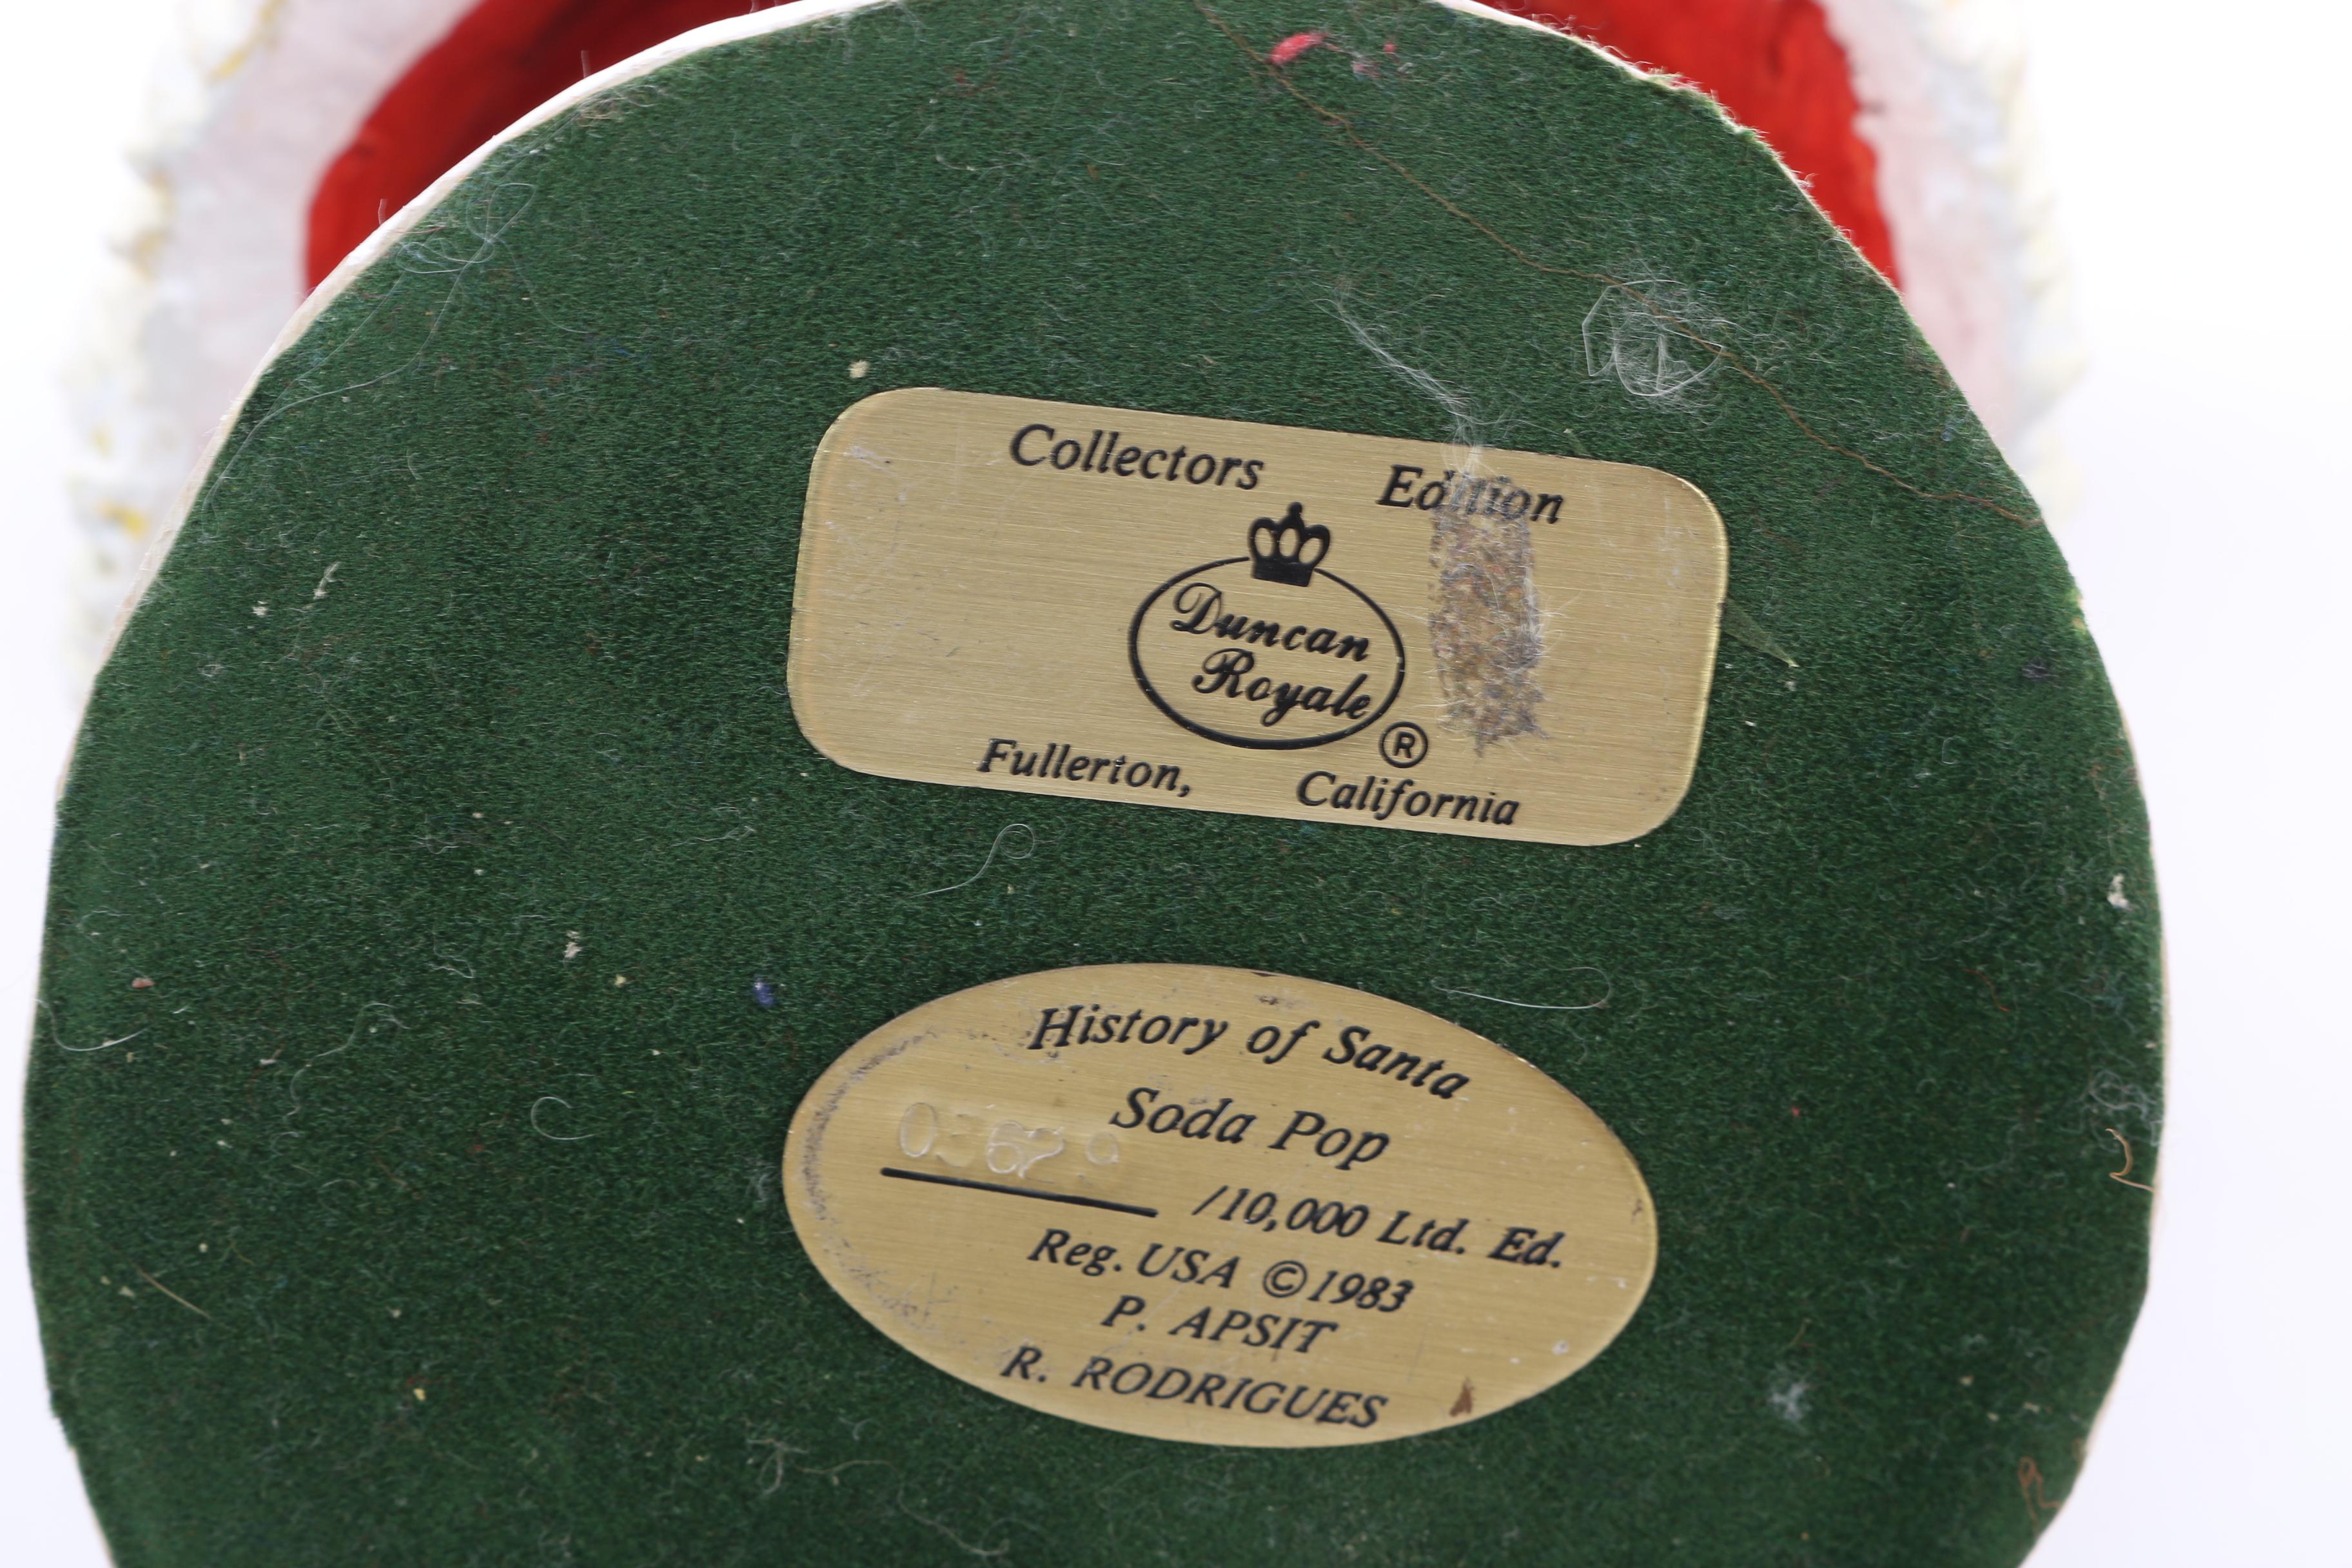 Collectors Edition
Duncan
Royale
®
Fullerton, California
History of Santa
Soda Pop
/10,000 Ltd. Ed.
Reg. USA ©1983
P. APSIT
R. RODRIGUES